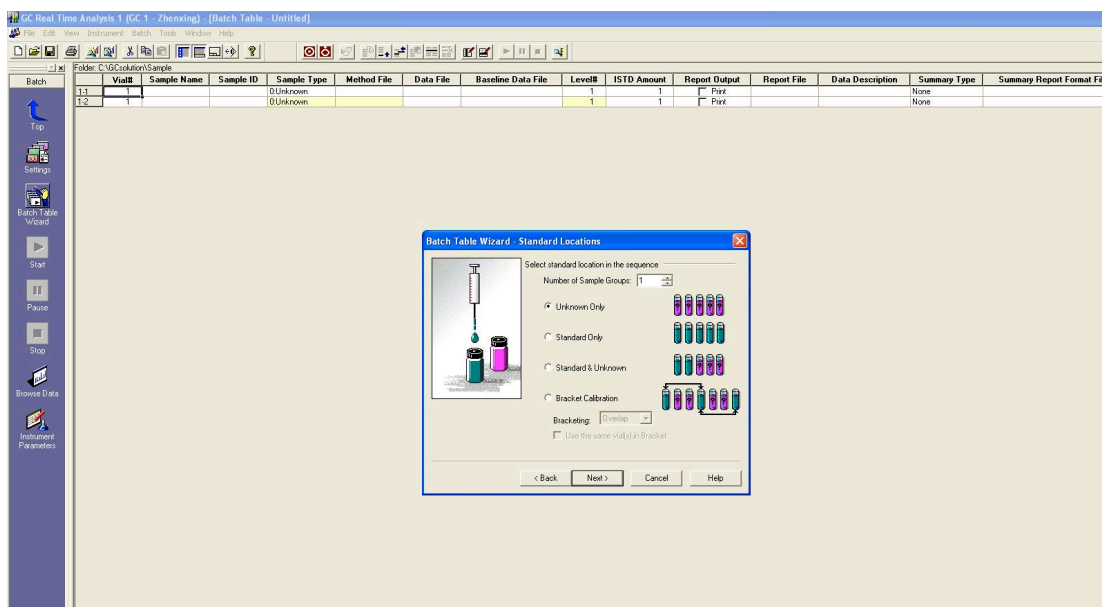 GC Real Time Analysis 1 (GC 1 - Zhenxing) - [Batch Table - Untitled]
File Edit View Instrument Batch Tools Window Help
Folder: C:\GCsolution\Sample
Batch
Vial# Sample Name Sample ID Sample Type Method File Data File Baseline Data File Level# ISTD Amount Report Output Report File Data Description Summary Type Summary Report Format Fi
1-1 1 0:Unknown 1 1 Print None
1-2 1 0:Unknown 1 1 Print None
Top
Settings
Batch Table
Wizard
Start
Pause
Stop
Browse Data
Instrument
Parameters
Batch Table Wizard - Standard Locations
Select standard location in the sequence
Number of Sample Groups: 1
Unknown Only
Standard Only
Standard & Unknown
Bracket Calibration
Bracketing: Overlap
Use the same vial(s) in Bracket
< Back Next > Cancel Help